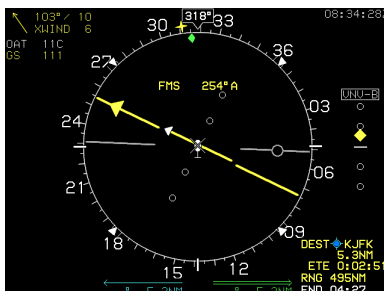 103°/ 10
XWIND 6
318°
08:34:28
30
33
OAT 11C
GS 111
27
36
FMS 254°A
UNV-B
24
03
21
06
DEST KJFK
18
09
5.3NM
15
12
ETE 0:02:51
RNG 495NM
END 04:27